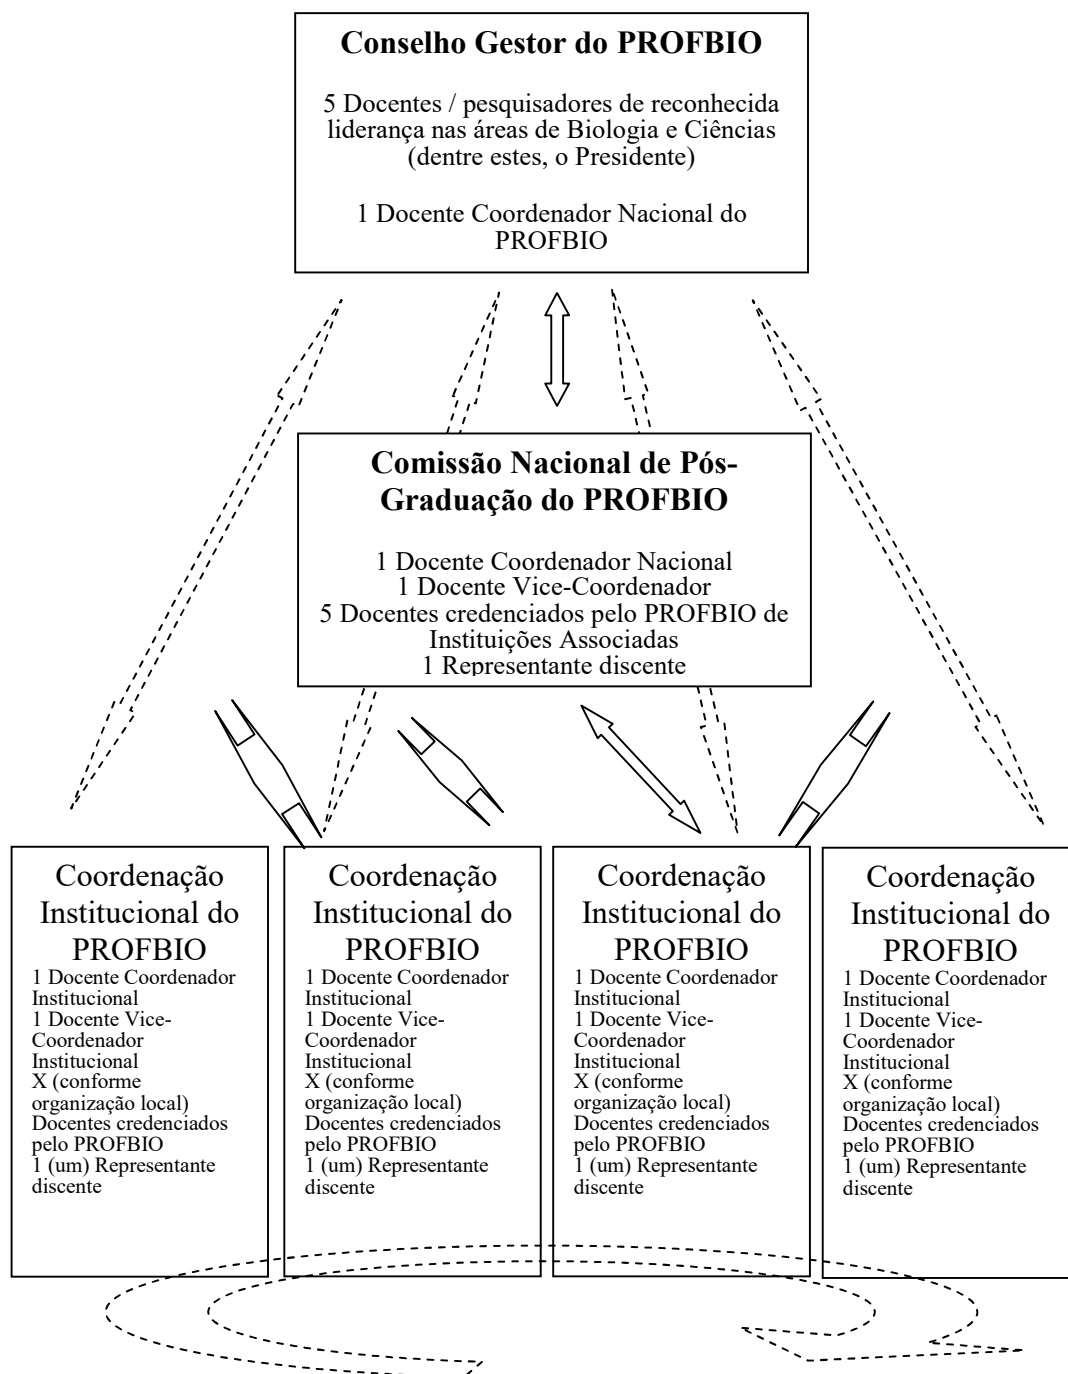 Conselho Gestor do PROFBIO
5 Docentes / pesquisadores de reconhecida
liderança nas áreas de Biologia e Ciências
(dentre estes, o Presidente)
1 Docente Coordenador Nacional do
PROFBIO
Comissão Nacional de Pós-
Graduação do PROFBIO
1 Docente Coordenador Nacional
1 Docente Vice-Coordenador
5 Docentes credenciados pelo PROFBIO de
Instituições Associadas
1 Representante discente
Coordenação
Institucional do
PROFBIO
1 Docente Coordenador
Institucional
1 Docente Vice-
Coordenador
Institucional
X (conforme
organização local)
Docentes credenciados
pelo PROFBIO
1 (um) Representante
discente
Coordenação
Institucional do
PROFBIO
1 Docente Coordenador
Institucional
1 Docente Vice-
Coordenador
Institucional
X (conforme
organização local)
Docentes credenciados
pelo PROFBIO
1 (um) Representante
discente
Coordenação
Institucional do
PROFBIO
1 Docente Coordenador
Institucional
1 Docente Vice-
Coordenador
Institucional
X (conforme
organização local)
Docentes credenciados
pelo PROFBIO
1 (um) Representante
discente
Coordenação
Institucional do
PROFBIO
1 Docente Coordenador
Institucional
1 Docente Vice-
Coordenador
Institucional
X (conforme
organização local)
Docentes credenciados
pelo PROFBIO
1 (um) Representante
discente